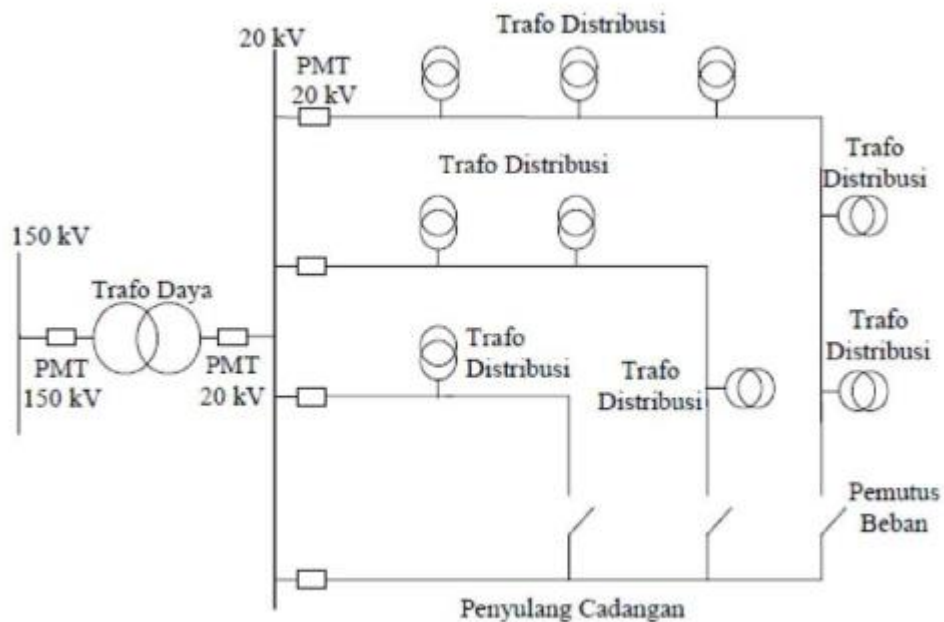 Trafo Distribusi
20 kV
PMT
20 kV
Trafo Distribusi
Trafo
Distribusi
150 kV
Trafo Daya
PMT
150 kV
PMT
20 kV
Trafo
Distribusi
Trafo
Distribusi
Trafo
Distribusi
Pemutus
Beban
Penyulang Cadangan